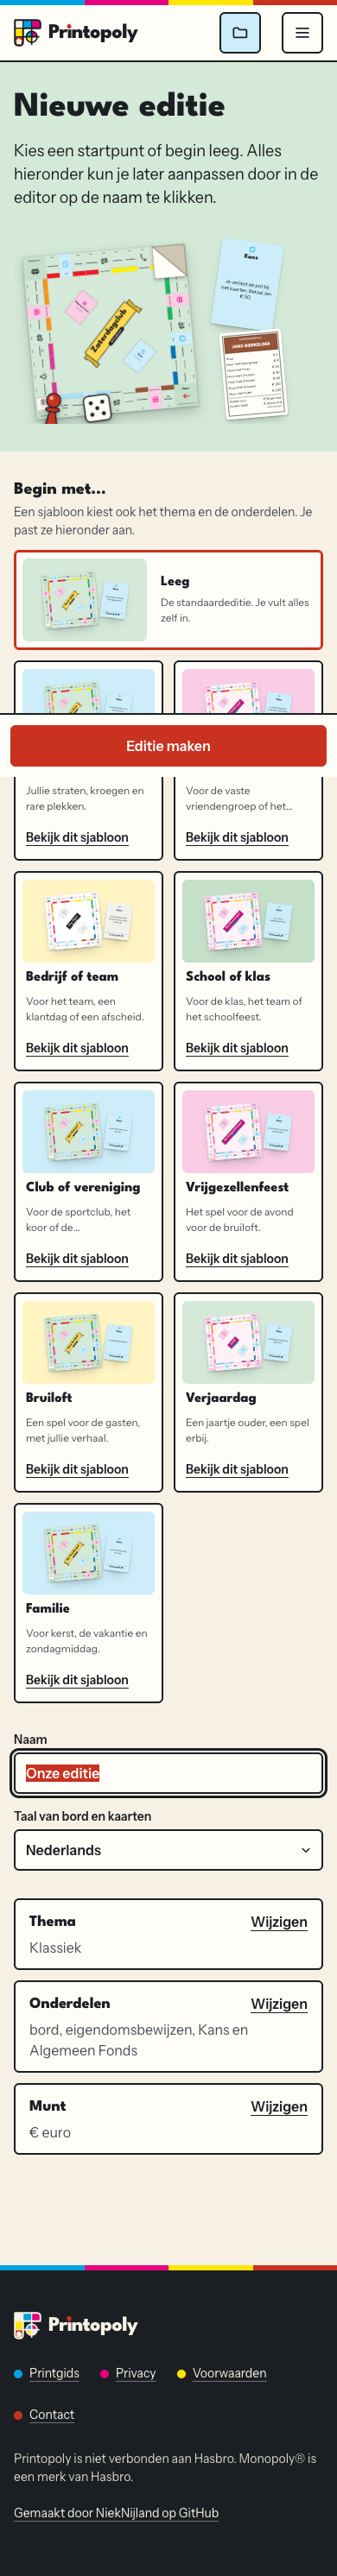 Printopoly
Nieuwe editie
Kies een startpunt of begin leeg. Alles
hieronder kun je later aanpassen door in de
editor op de naam te klikken.
Zaterdagclub
Kans
Begin met...
Een sjabloon kiest ook het thema en de onderdelen. Je
past ze hieronder aan.
Leeg
De standaardeditie. Je vult alles
zelf in.
Editie maken
Jullie straten, kroegen en
rare plekken.
Bekijk dit sjabloon
Voor de vaste
vriendengroep of het...
Bekijk dit sjabloon
Bedrijf of team
Voor het team, een
klantdag of een afscheid.
Bekijk dit sjabloon
School of klas
Voor de klas, het team of
het schoolfeest.
Bekijk dit sjabloon
Club of vereniging
Voor de sportclub, het
koor of de...
Bekijk dit sjabloon
Vrijgezellenfeest
Het spel voor de avond
voor de bruiloft.
Bekijk dit sjabloon
Bruiloft
Een spel voor de gasten,
met jullie verhaal.
Bekijk dit sjabloon
Verjaardag
Een jaartje ouder, een spel
erbij.
Bekijk dit sjabloon
Familie
Voor kerst, de vakantie en
zondagmiddag.
Bekijk dit sjabloon
Naam
Onze editie
Taal van bord en kaarten
Nederlands
Thema
Wijzigen
Klassiek
Onderdelen
Wijzigen
bord, eigendomsbewijzen, Kans en
Algemeen Fonds
Munt
Wijzigen
€ euro
Printopoly
Printgids
Privacy
Voorwaarden
Contact
Printopoly is niet verbonden aan Hasbro. Monopoly® is
een merk van Hasbro.
Gemaakt door NiekNijland op GitHub